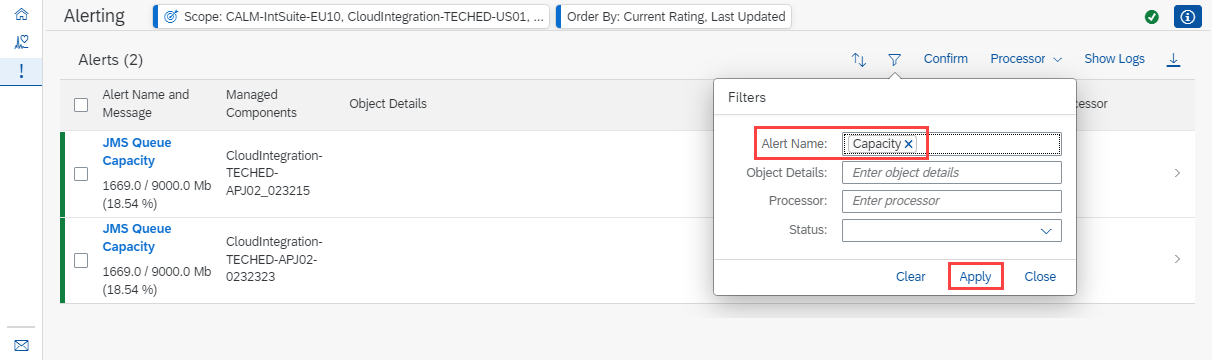 Alerting
Scope: CALM-IntSuite-EU10, CloudIntegration-TECHED-US01, ...
Order By: Current Rating, Last Updated
Alerts (2)
Confirm
Processor
Show Logs
Alert Name and
Message
Managed
Components
Object Details
cessor
JMS Queue
Capacity
1669.0 / 9000.0 Mb
(18.54 %)
CloudIntegration-
TECHED-
APJ02_023215
JMS Queue
Capacity
1669.0 / 9000.0 Mb
(18.54 %)
CloudIntegration-
TECHED-APJ02-
0232323
Filters
Alert Name:
Capacity
Object Details:
Enter object details
Processor:
Enter processor
Status:
Clear
Apply
Close